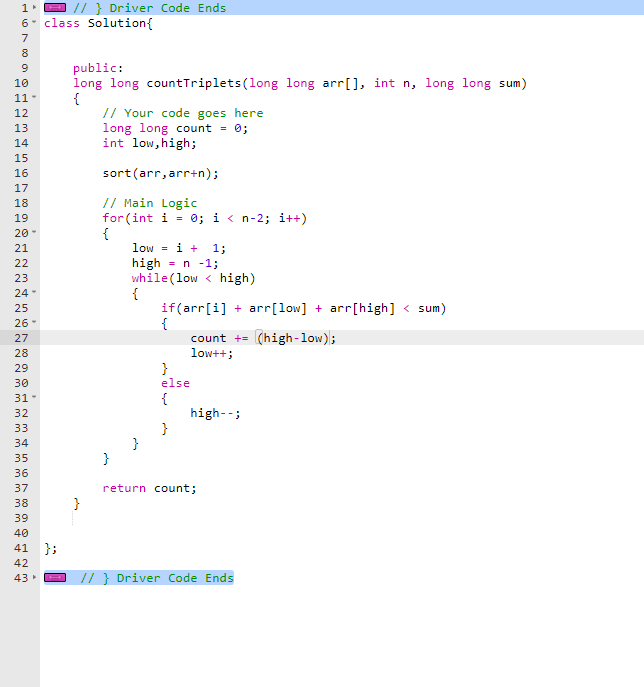 1 // } Driver Code Ends
6 class Solution{
7
8
9     public:
10     long long countTriplets(long long arr[], int n, long long sum)
11     {
12         // Your code goes here
13         long long count = 0;
14         int low,high;
15
16         sort(arr,arr+n);
17
18         // Main Logic
19         for(int i = 0; i < n-2; i++)
20         {
21             low = i +  1;
22             high = n -1;
23             while(low < high)
24             {
25                 if(arr[i] + arr[low] + arr[high] < sum)
26                 {
27                     count += (high-low);
28                     low++;
29                 }
30                 else
31                 {
32                     high--;
33                 }
34             }
35         }
36
37         return count;
38     }
39
40
41 };
42
43 // } Driver Code Ends